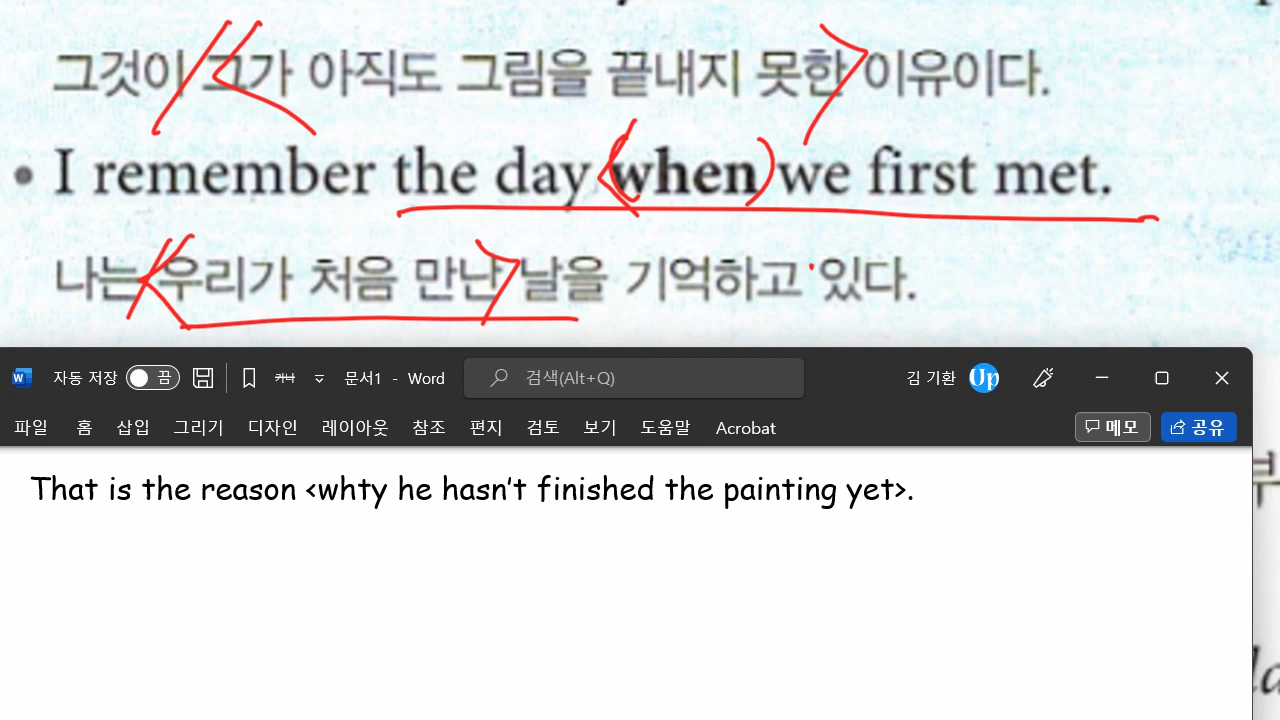 그것이 그가 아직도 그림을 끝내지 못한 이유이다.
• I remember the day when we first met.
나는 우리가 처음 만난 날을 기억하고 있다.
자동 저장 끔 가나 문서1 - Word 검색(Alt+Q) 김 기환 Up
파일 홈 삽입 그리기 디자인 레이아웃 참조 편지 검토 보기 도움말 Acrobat 메모 공유
That is the reason <whty he hasn't finished the painting yet>.